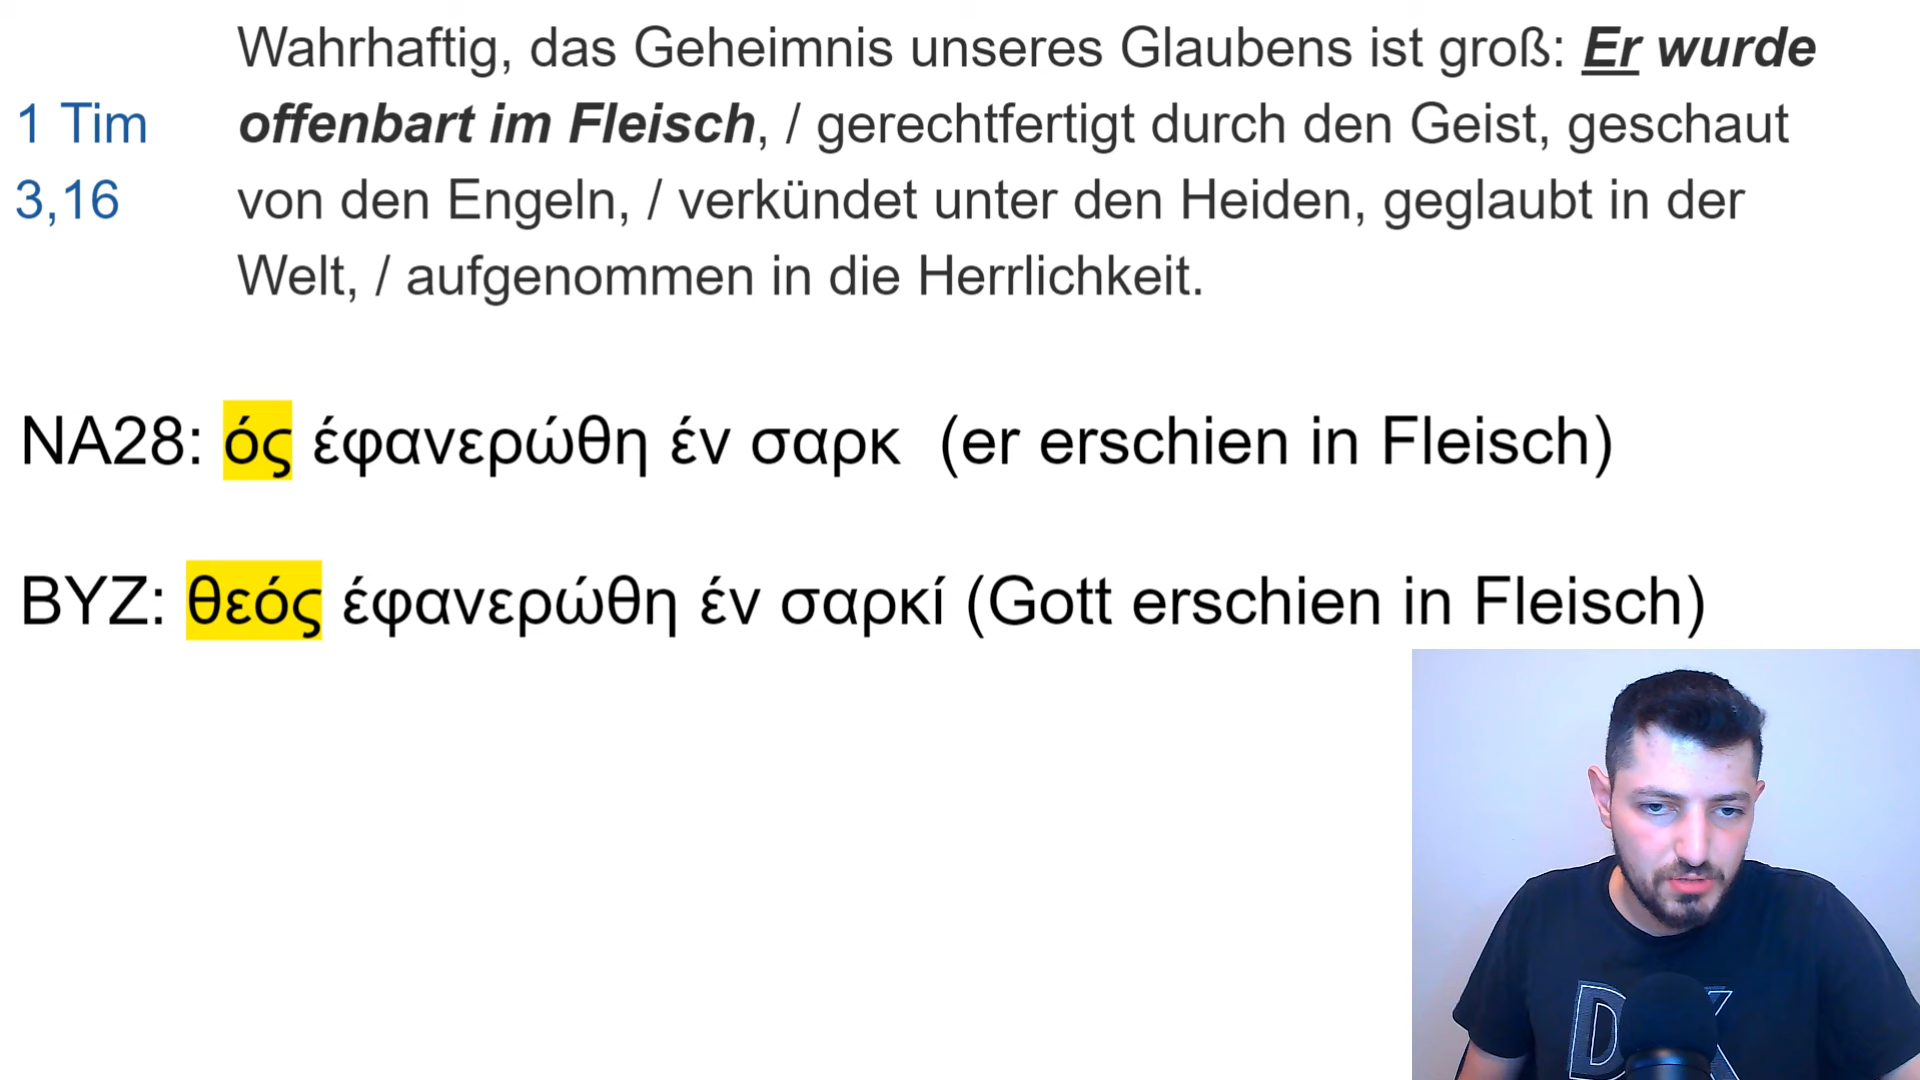 Wahrhaftig, das Geheimnis unseres Glaubens ist groß: Er wurde
1 Tim
offenbart im Fleisch, / gerechtfertigt durch den Geist, geschaut
3,16
von den Engeln, / verkündet unter den Heiden, geglaubt in der
Welt, / aufgenommen in die Herrlichkeit.
NA28: ός έφανερώθη έν σαρκ (er erschien in Fleisch)
BYZ: θεός έφανερώθη έν σαρκί (Gott erschien in Fleisch)